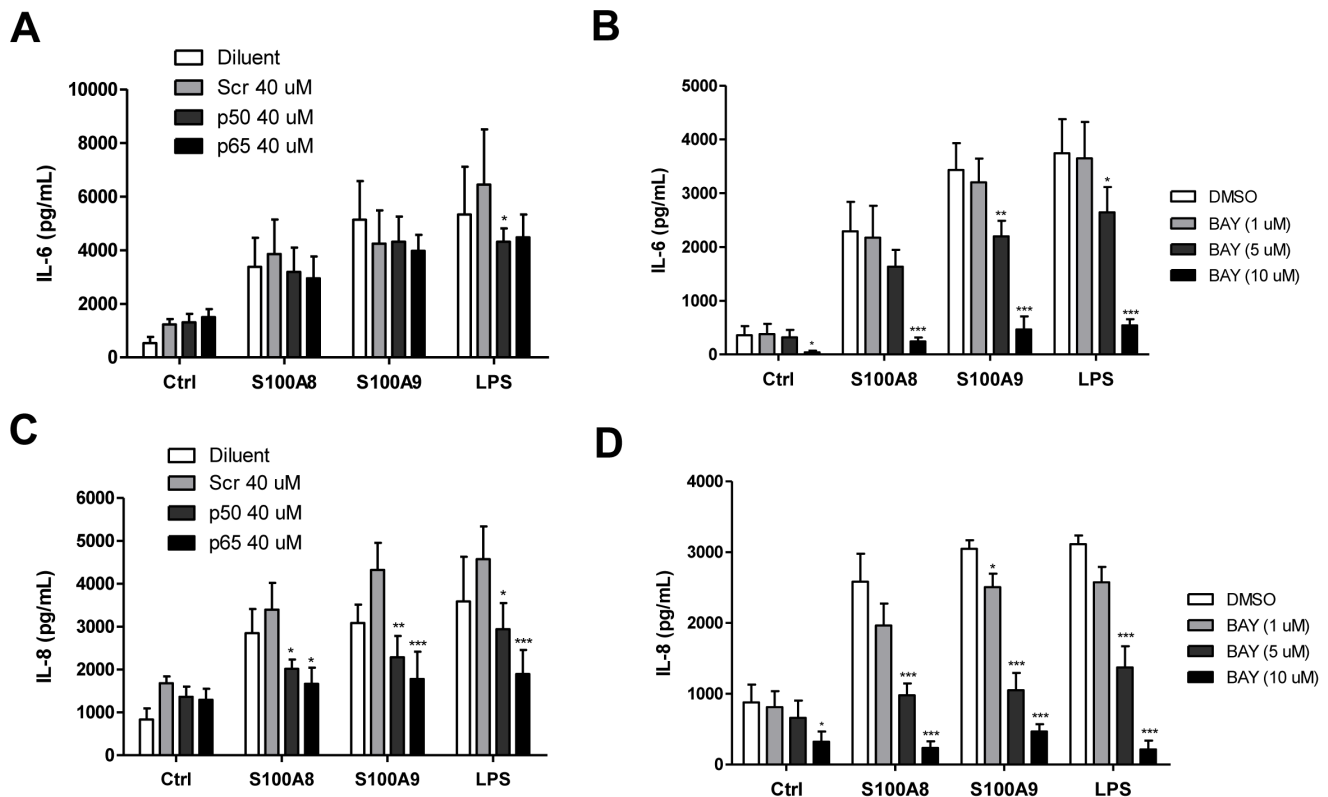 A
Diluent
Scr 40 uM
p50 40 uM
p65 40 uM
IL-6 (pg/mL)
10000
8000
6000
4000
2000
0
*
Ctrl S100A8 S100A9 LPS
B
IL-6 (pg/mL)
5000
4000
3000
2000
1000
0
* *** ** *** * ***
Ctrl S100A8 S100A9 LPS
DMSO
BAY (1 uM)
BAY (5 uM)
BAY (10 uM)
C
Diluent
Scr 40 uM
p50 40 uM
p65 40 uM
IL-8 (pg/mL)
6000
5000
4000
3000
2000
1000
0
* * ** *** * ***
Ctrl S100A8 S100A9 LPS
D
IL-8 (pg/mL)
4000
3000
2000
1000
0
* *** *** * *** *** *** ***
Ctrl S100A8 S100A9 LPS
DMSO
BAY (1 uM)
BAY (5 uM)
BAY (10 uM)